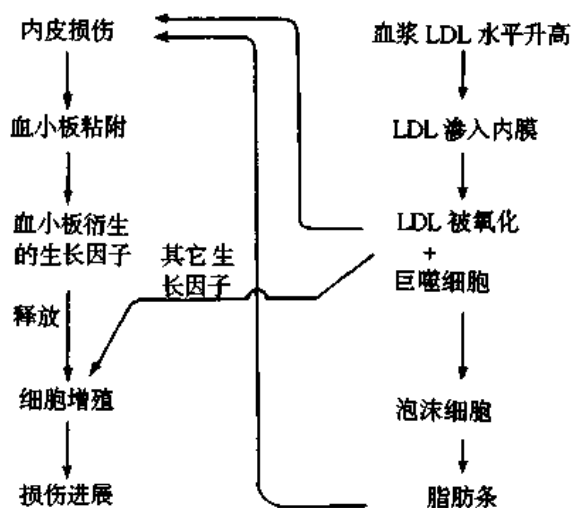 内皮损伤
血小板粘附
血小板衍生
的生长因子
释放
细胞增殖
损伤进展
其它生
长因子
血浆 LDL 水平升高
LDL 渗入内膜
LDL 被氧化
+
巨噬细胞
泡沫细胞
脂肪条